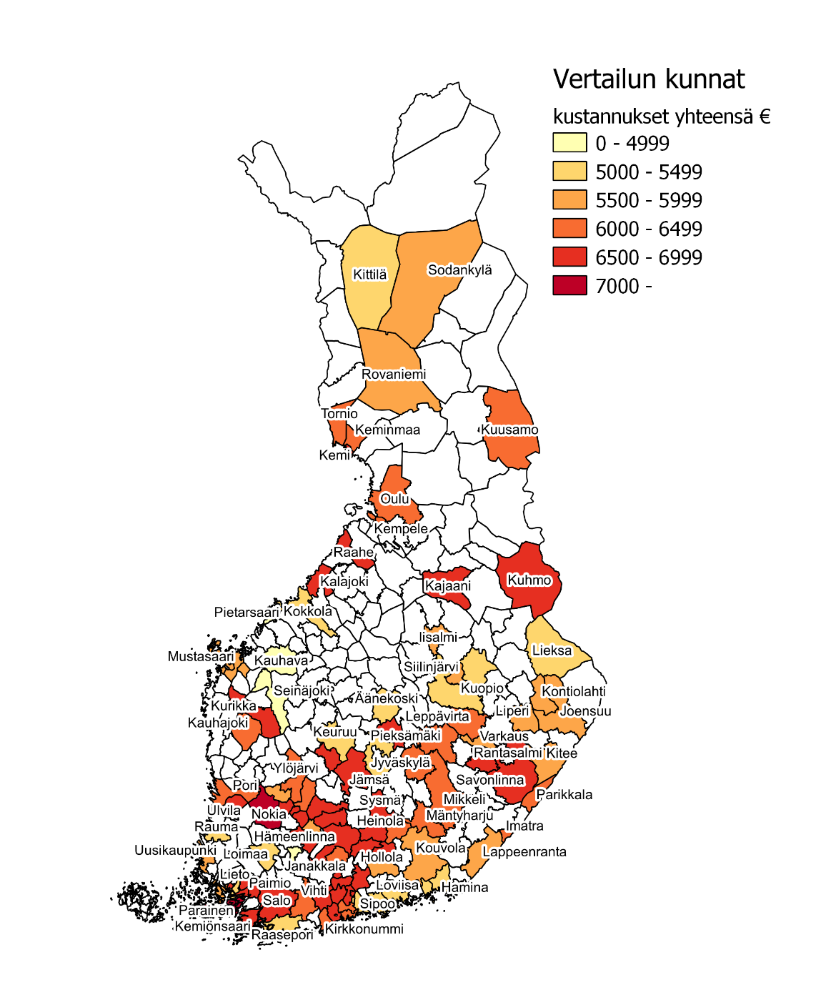 Vertailun kunnat
kustannukset yhteensä €
0 - 4999
5000 - 5499
5500 - 5999
6000 - 6499
6500 - 6999
7000 -
Kittilä
Sodankylä
Rovaniemi
Tornio
Keminmaa
Kuusamo
Kemi
Oulu
Kempele
Raahe
Kalajoki
Kajaani
Kuhmo
Pietarsaari
Kokkola
Iisalmi
Lieksa
Mustasaari
Kauhava
Siilinjärvi
Kuopio
Seinäjoki
Äänekoski
Kontiolahti
Kurikka
Leppävirta
Liperi
Joensuu
Kauhajoki
Keuruu
Pieksämäki
Varkaus
Rantasalmi
Kitee
Jyväskylä
Ylöjärvi
Jämsä
Savonlinna
Pori
Sysmä
Mikkeli
Parikkala
Ulvila
Nokia
Mäntyharju
Heinola
Rauma
Imatra
Hämeenlinna
Uusikaupunki
Loimaa
Kouvola
Lappeenranta
Hollola
Janakkala
Lieto
Paimio
Vihti
Loviisa
Hamina
Salo
Sipoo
Parainen
Kemiönsaari
Raasepori
Kirkkonummi